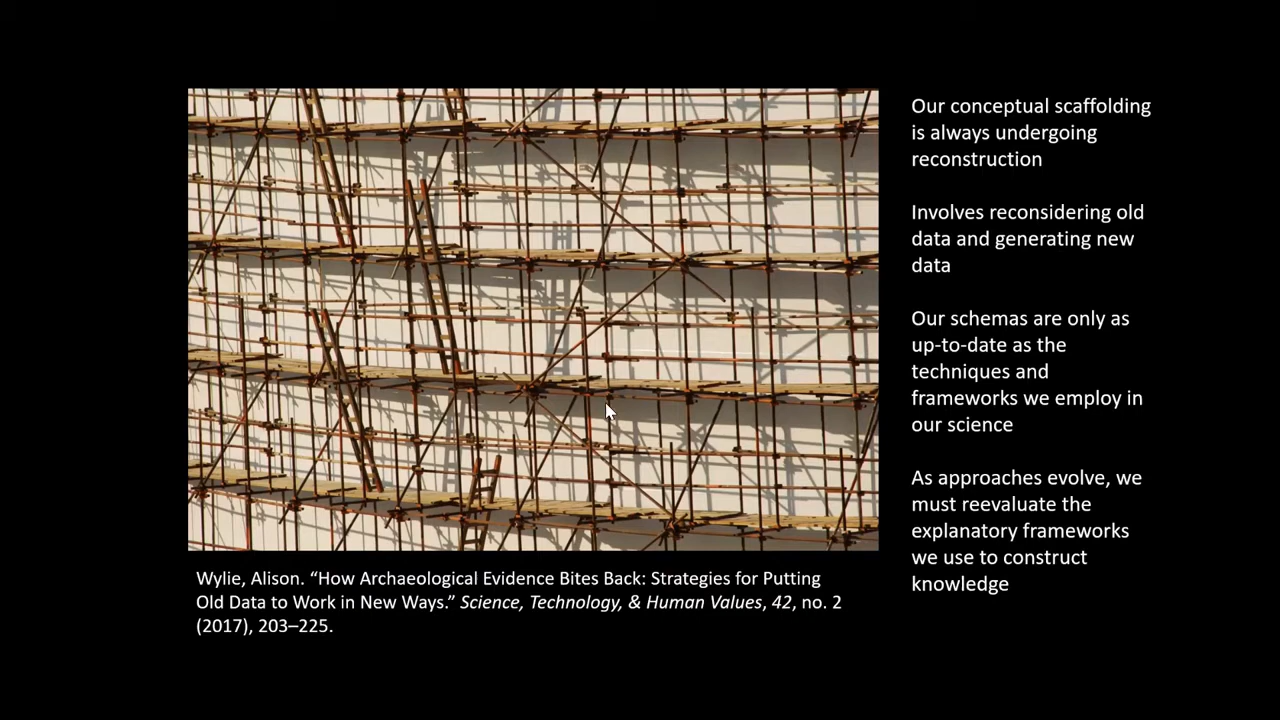 Our conceptual scaffolding
is always undergoing
reconstruction
Involves reconsidering old
data and generating new
data
Our schemas are only as
up-to-date as the
techniques and
frameworks we employ in
our science
As approaches evolve, we
must reevaluate the
explanatory frameworks
we use to construct
knowledge
Wylie, Alison. “How Archaeological Evidence Bites Back: Strategies for Putting
Old Data to Work in New Ways.” Science, Technology, & Human Values, 42, no. 2
(2017), 203–225.